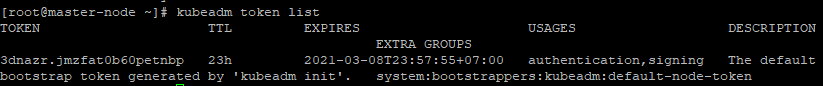 [root@master-node ~]# kubeadm token list
TOKEN TTL EXPIRES USAGES DESCRIPTION
EXTRA GROUPS
3dnazr.jmzfat0b60petnbp 23h 2021-03-08T23:57:55+07:00 authentication,signing The default
bootstrap token generated by 'kubeadm init'. system:bootstrappers:kubeadm:default-node-token